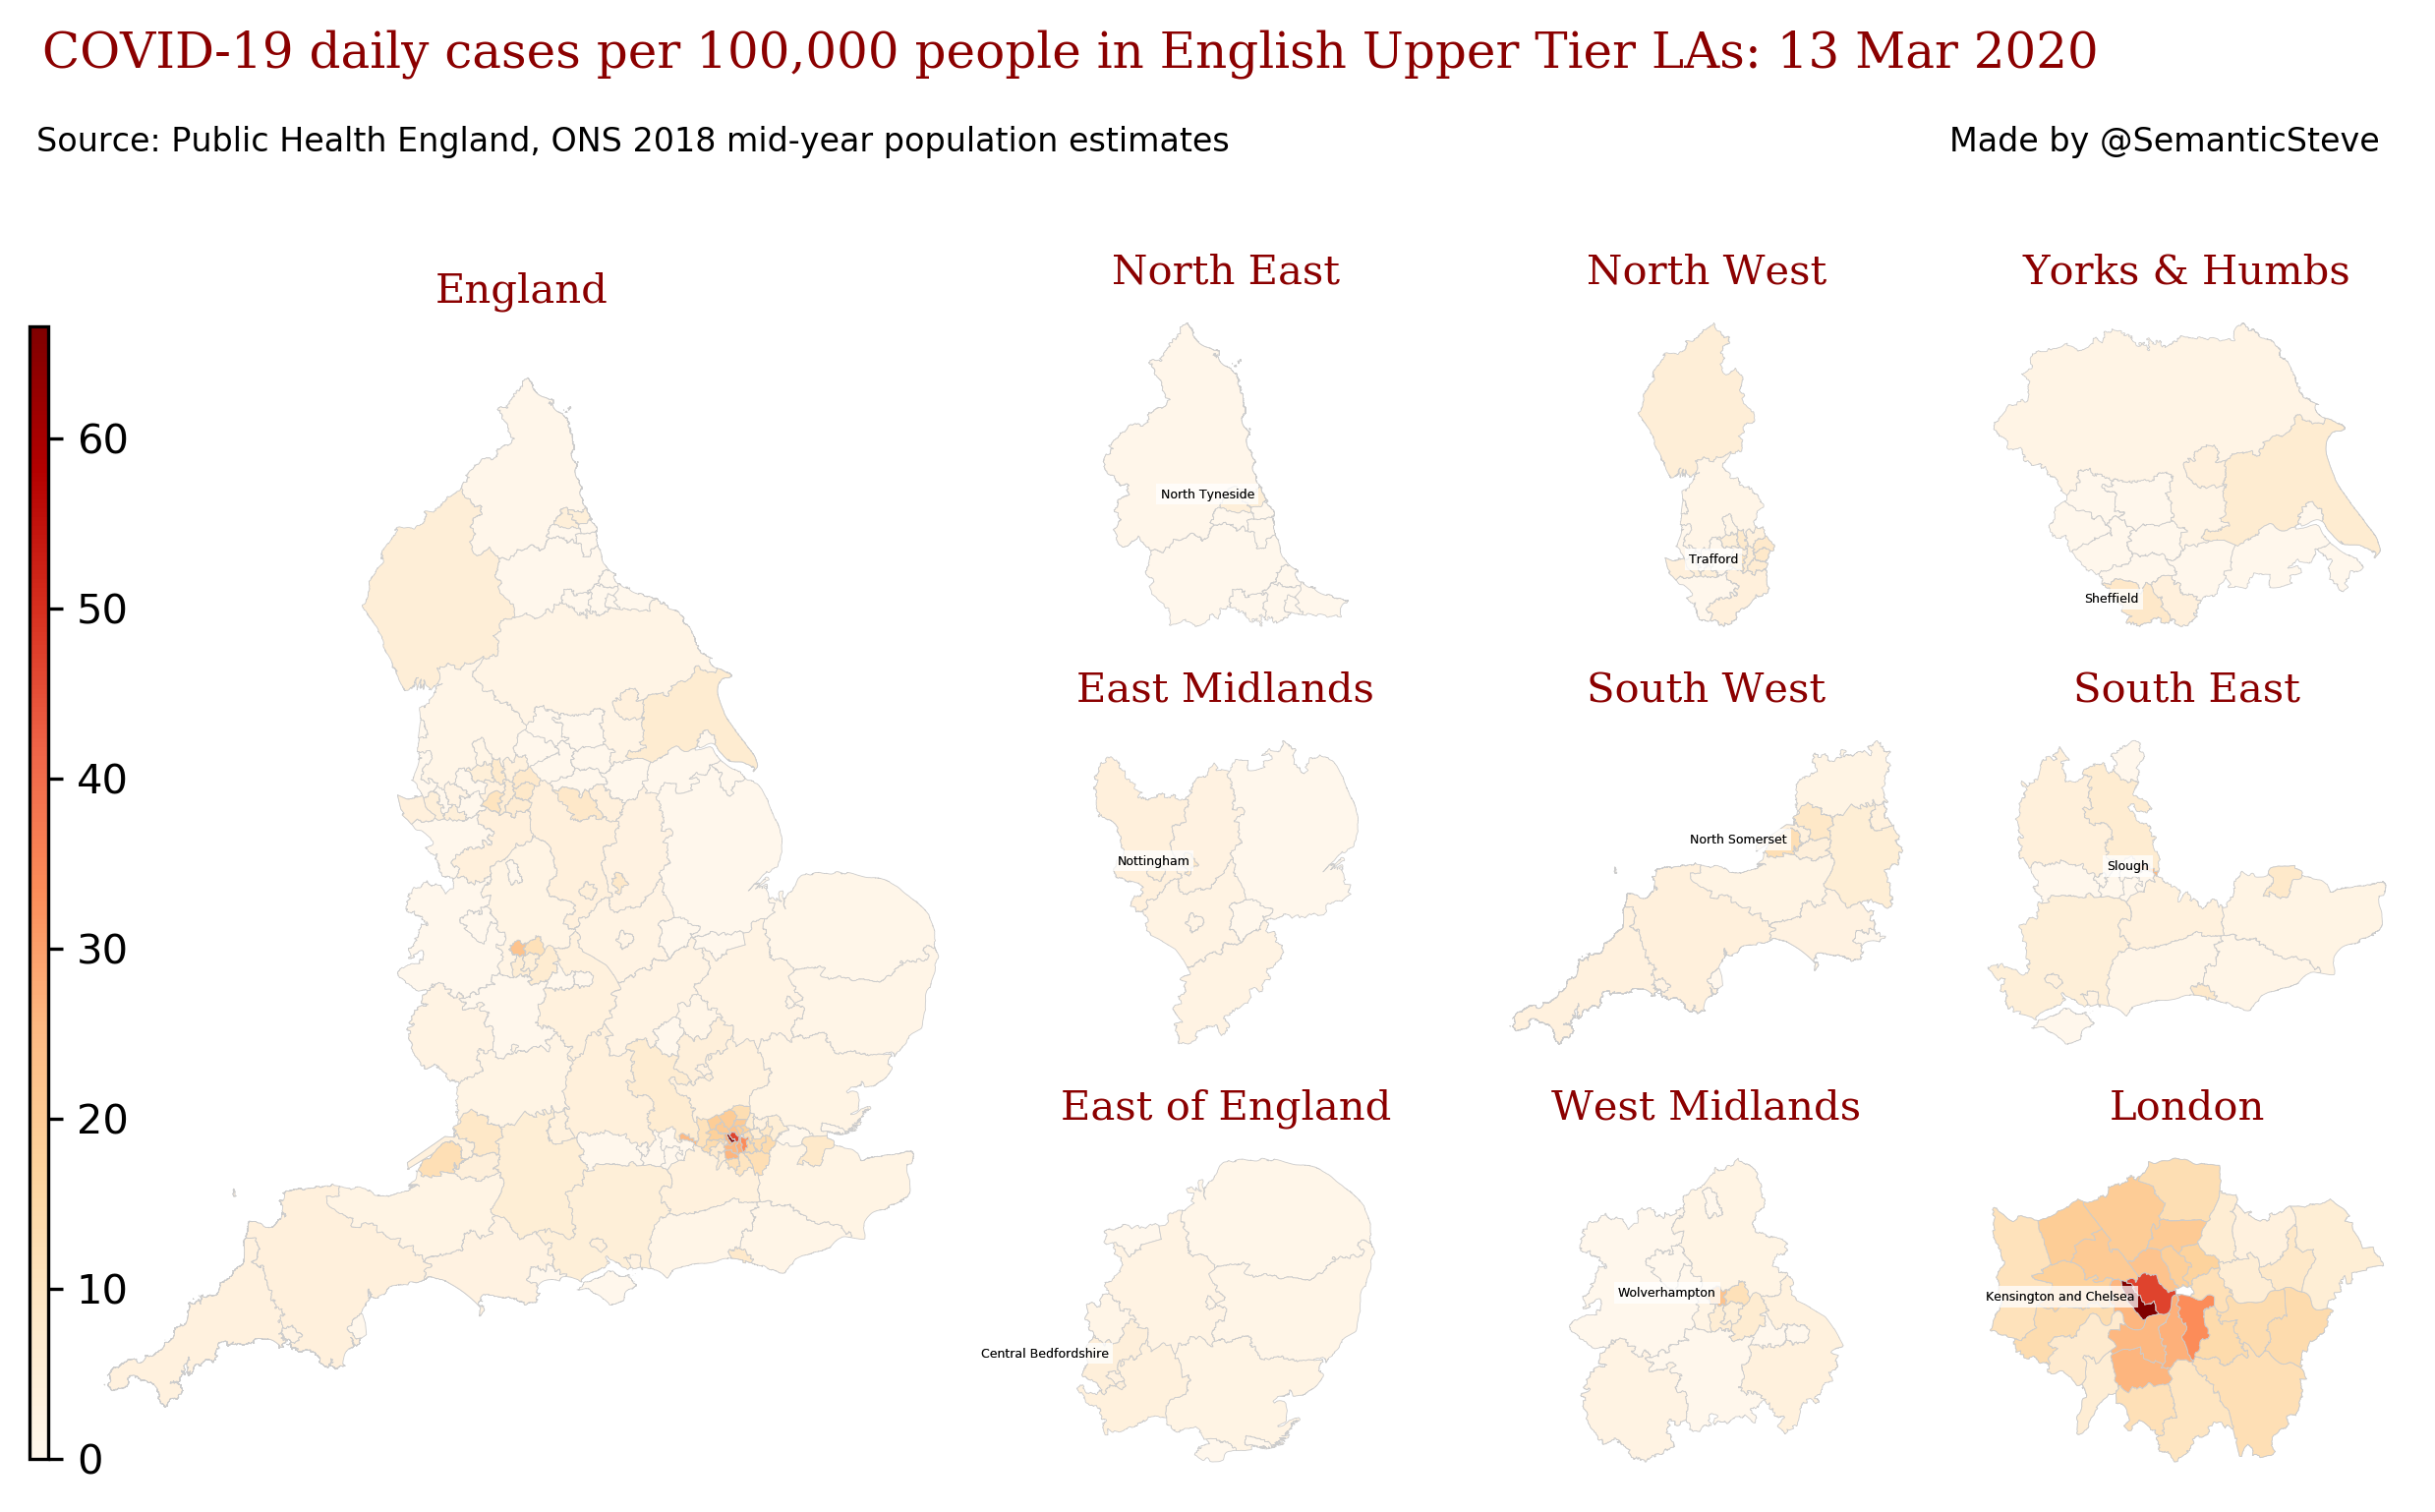 COVID-19 daily cases per 100,000 people in English Upper Tier LAs: 13 Mar 2020
Source: Public Health England, ONS 2018 mid-year population estimates
Made by @SemanticSteve
England
60
50
40
30
20
10
0
North East
North Tyneside
North West
Trafford
Yorks & Humbs
Sheffield
East Midlands
Nottingham
South West
North Somerset
South East
Slough
East of England
Central Bedfordshire
West Midlands
Wolverhampton
London
Kensington and Chelsea